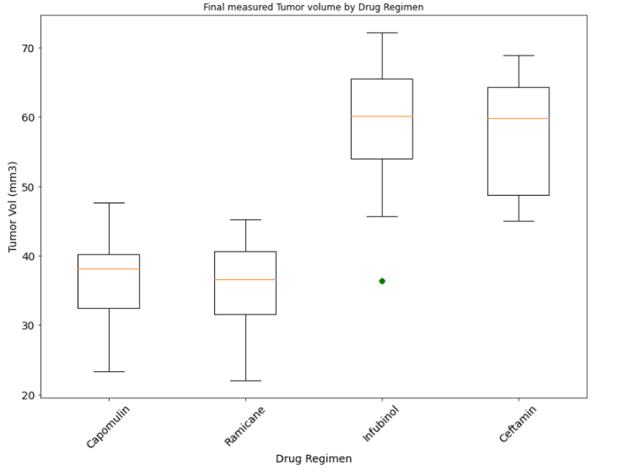 Final measured Tumor volume by Drug Regimen
70
60
50
40
30
20
Tumor Vol (mm3)
Capomulin
Ramicane
Infubinol
Ceftamin
Drug Regimen